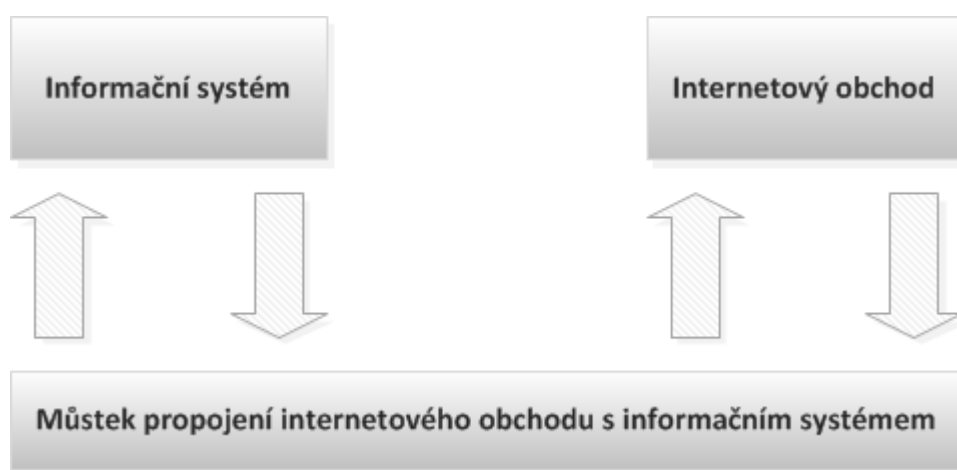 Informační systém
Internetový obchod
Můstek propojení internetového obchodu s informačním systémem